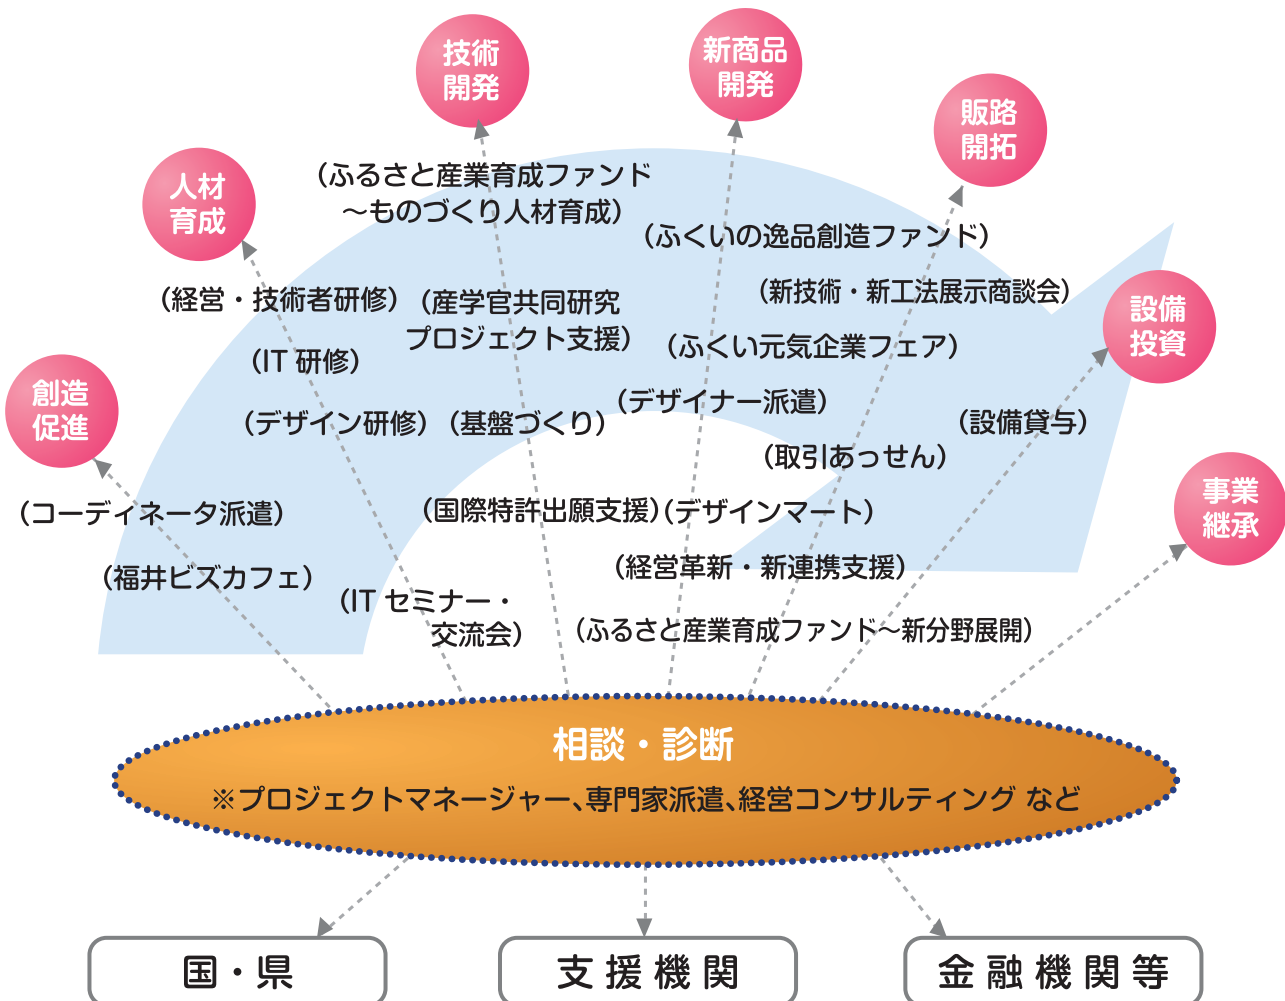 技術
開発
新商品
開発
販路
開拓
人材
育成
（ふるさと産業育成ファンド
～ものづくり人材育成）
（ふくいの逸品創造ファンド）
（経営・技術者研修）
（産学官共同研究
プロジェクト支援）
（新技術・新工法展示商談会）
設備
投資
（IT 研修）
（ふくい元気企業フェア）
創造
促進
（デザイン研修）
（基盤づくり）
（デザイナー派遣）
（設備貸与）
（取引あっせん）
事業
継承
（コーディネータ派遣）
（国際特許出願支援）
（デザインマート）
（福井ビズカフェ）
（経営革新・新連携支援）
（IT セミナー・
交流会）
（ふるさと産業育成ファンド～新分野展開）
相談・診断
※プロジェクトマネージャー、専門家派遣、経営コンサルティング など
国・県
支援機関
金融機関等